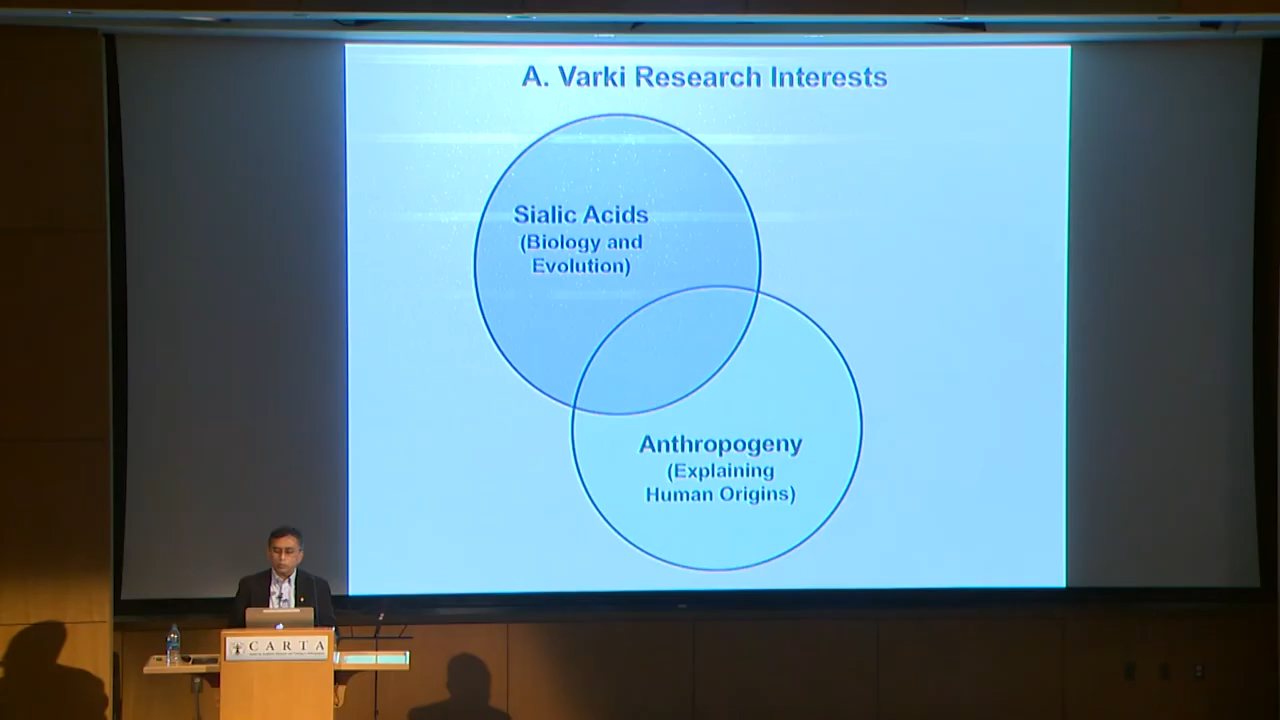 A. Varki Research Interests
Sialic Acids
(Biology and
Evolution)
Anthropogeny
(Explaining
Human Origins)
CARTA